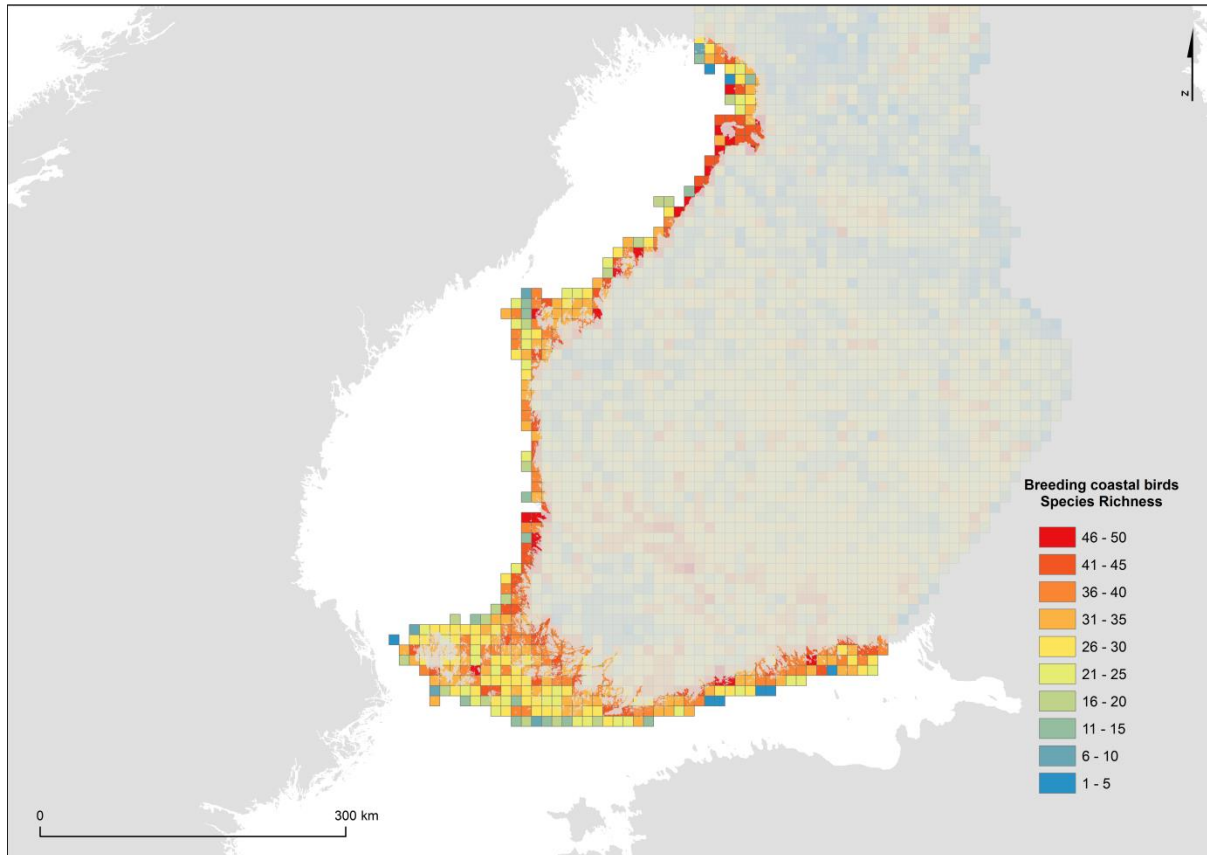 N
Breeding coastal birds
Species Richness
46 - 50
41 - 45
36 - 40
31 - 35
26 - 30
21 - 25
16 - 20
11 - 15
6 - 10
1 - 5
0 300 km